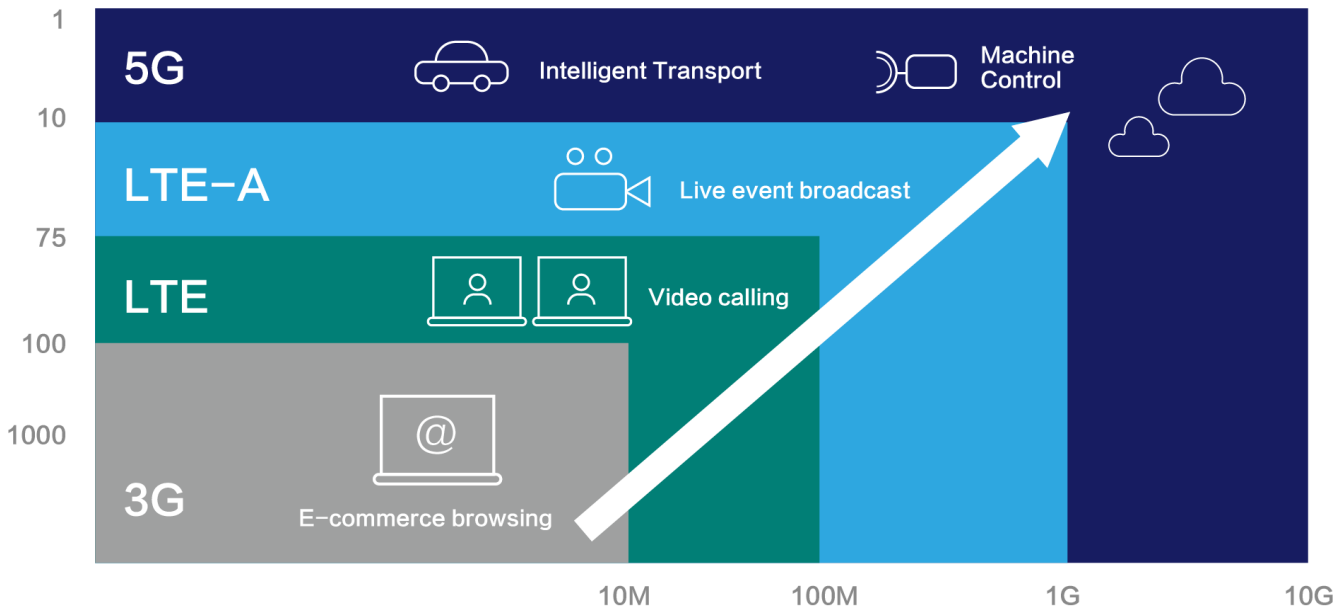 1
5G
Intelligent Transport
Machine
Control
10
LTE-A
Live event broadcast
75
LTE
Video calling
100
@
1000
3G
E-commerce browsing
10M 100M 1G 10G